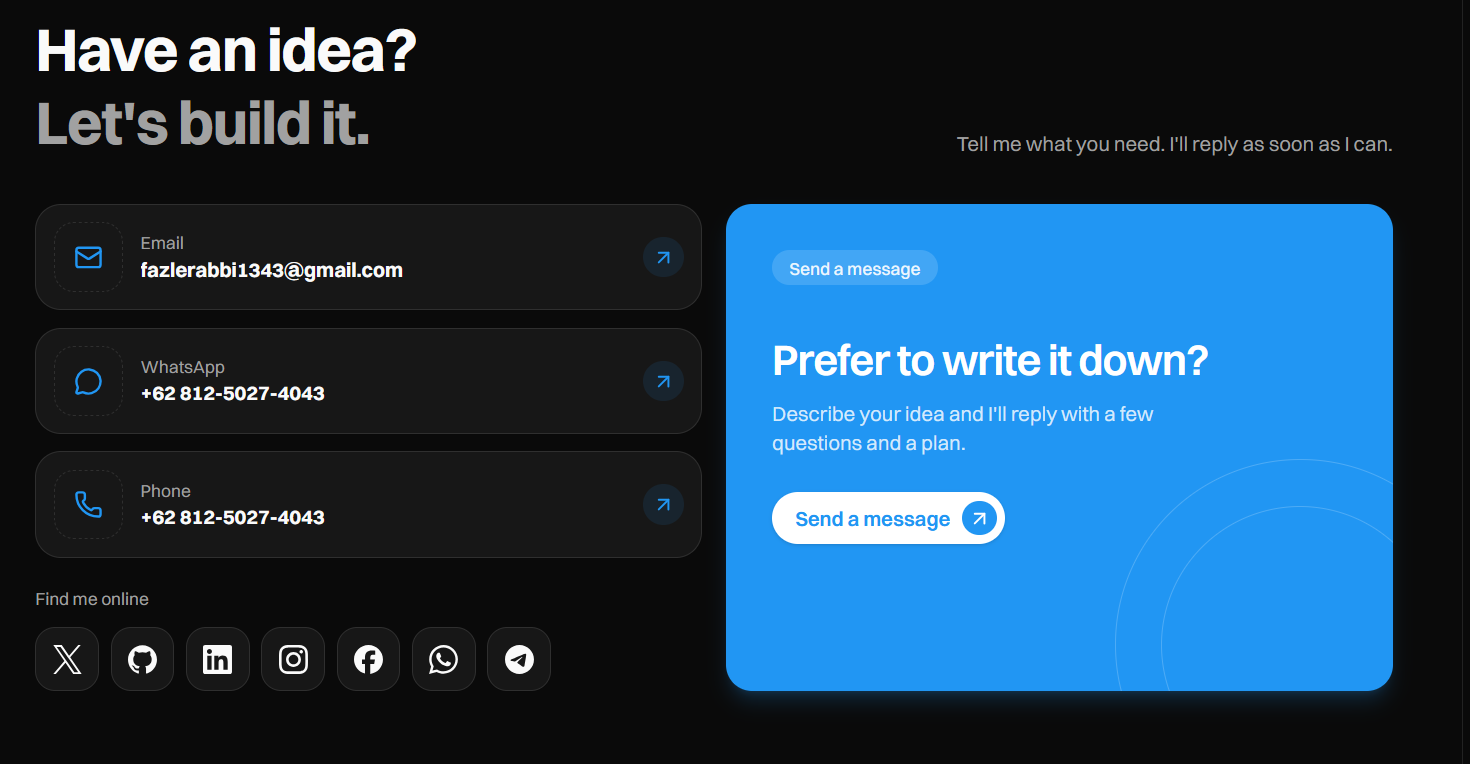 Have an idea?
Let's build it.
Tell me what you need. I'll reply as soon as I can.
Email
fazlerabbi1343@gmail.com
WhatsApp
+62 812-5027-4043
Phone
+62 812-5027-4043
Find me online
Send a message
Prefer to write it down?
Describe your idea and I'll reply with a few
questions and a plan.
Send a message